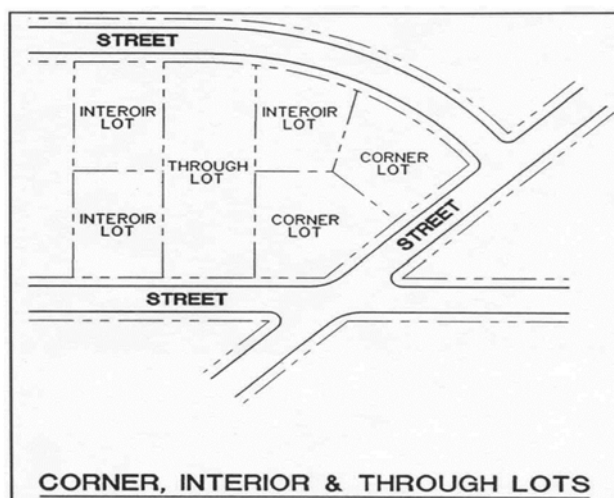 STREET
INTEROIR
LOT
INTEROIR
LOT
THROUGH
LOT
CORNER
LOT
INTEROIR
LOT
CORNER
LOT
STREET
STREET
CORNER, INTERIOR & THROUGH LOTS